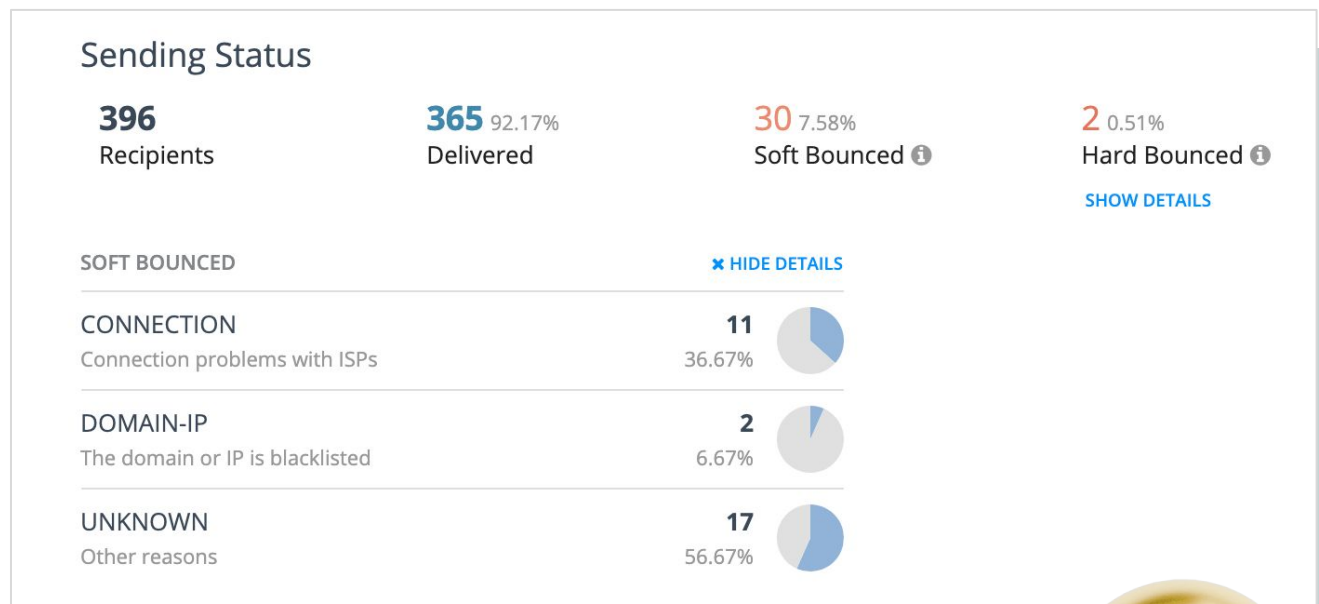 Sending Status
396
Recipients
365 92.17%
Delivered
30 7.58%
Soft Bounced
2 0.51%
Hard Bounced
SHOW DETAILS
SOFT BOUNCED
HIDE DETAILS
CONNECTION
11
Connection problems with ISPs
36.67%
DOMAIN-IP
2
The domain or IP is blacklisted
6.67%
UNKNOWN
17
Other reasons
56.67%